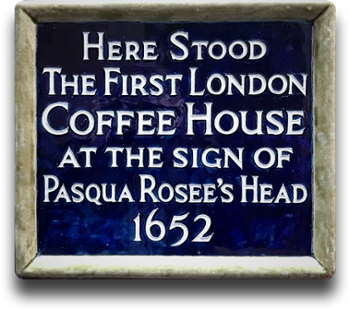 Here Stood
The First London
Coffee House
at the sign of
Pasqua Rosee's Head
1652